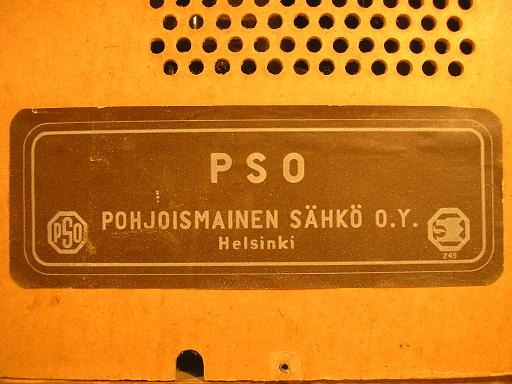 PSO
PSO POHJOISMAINEN SÄHKÖ O.Y.
Helsinki
245